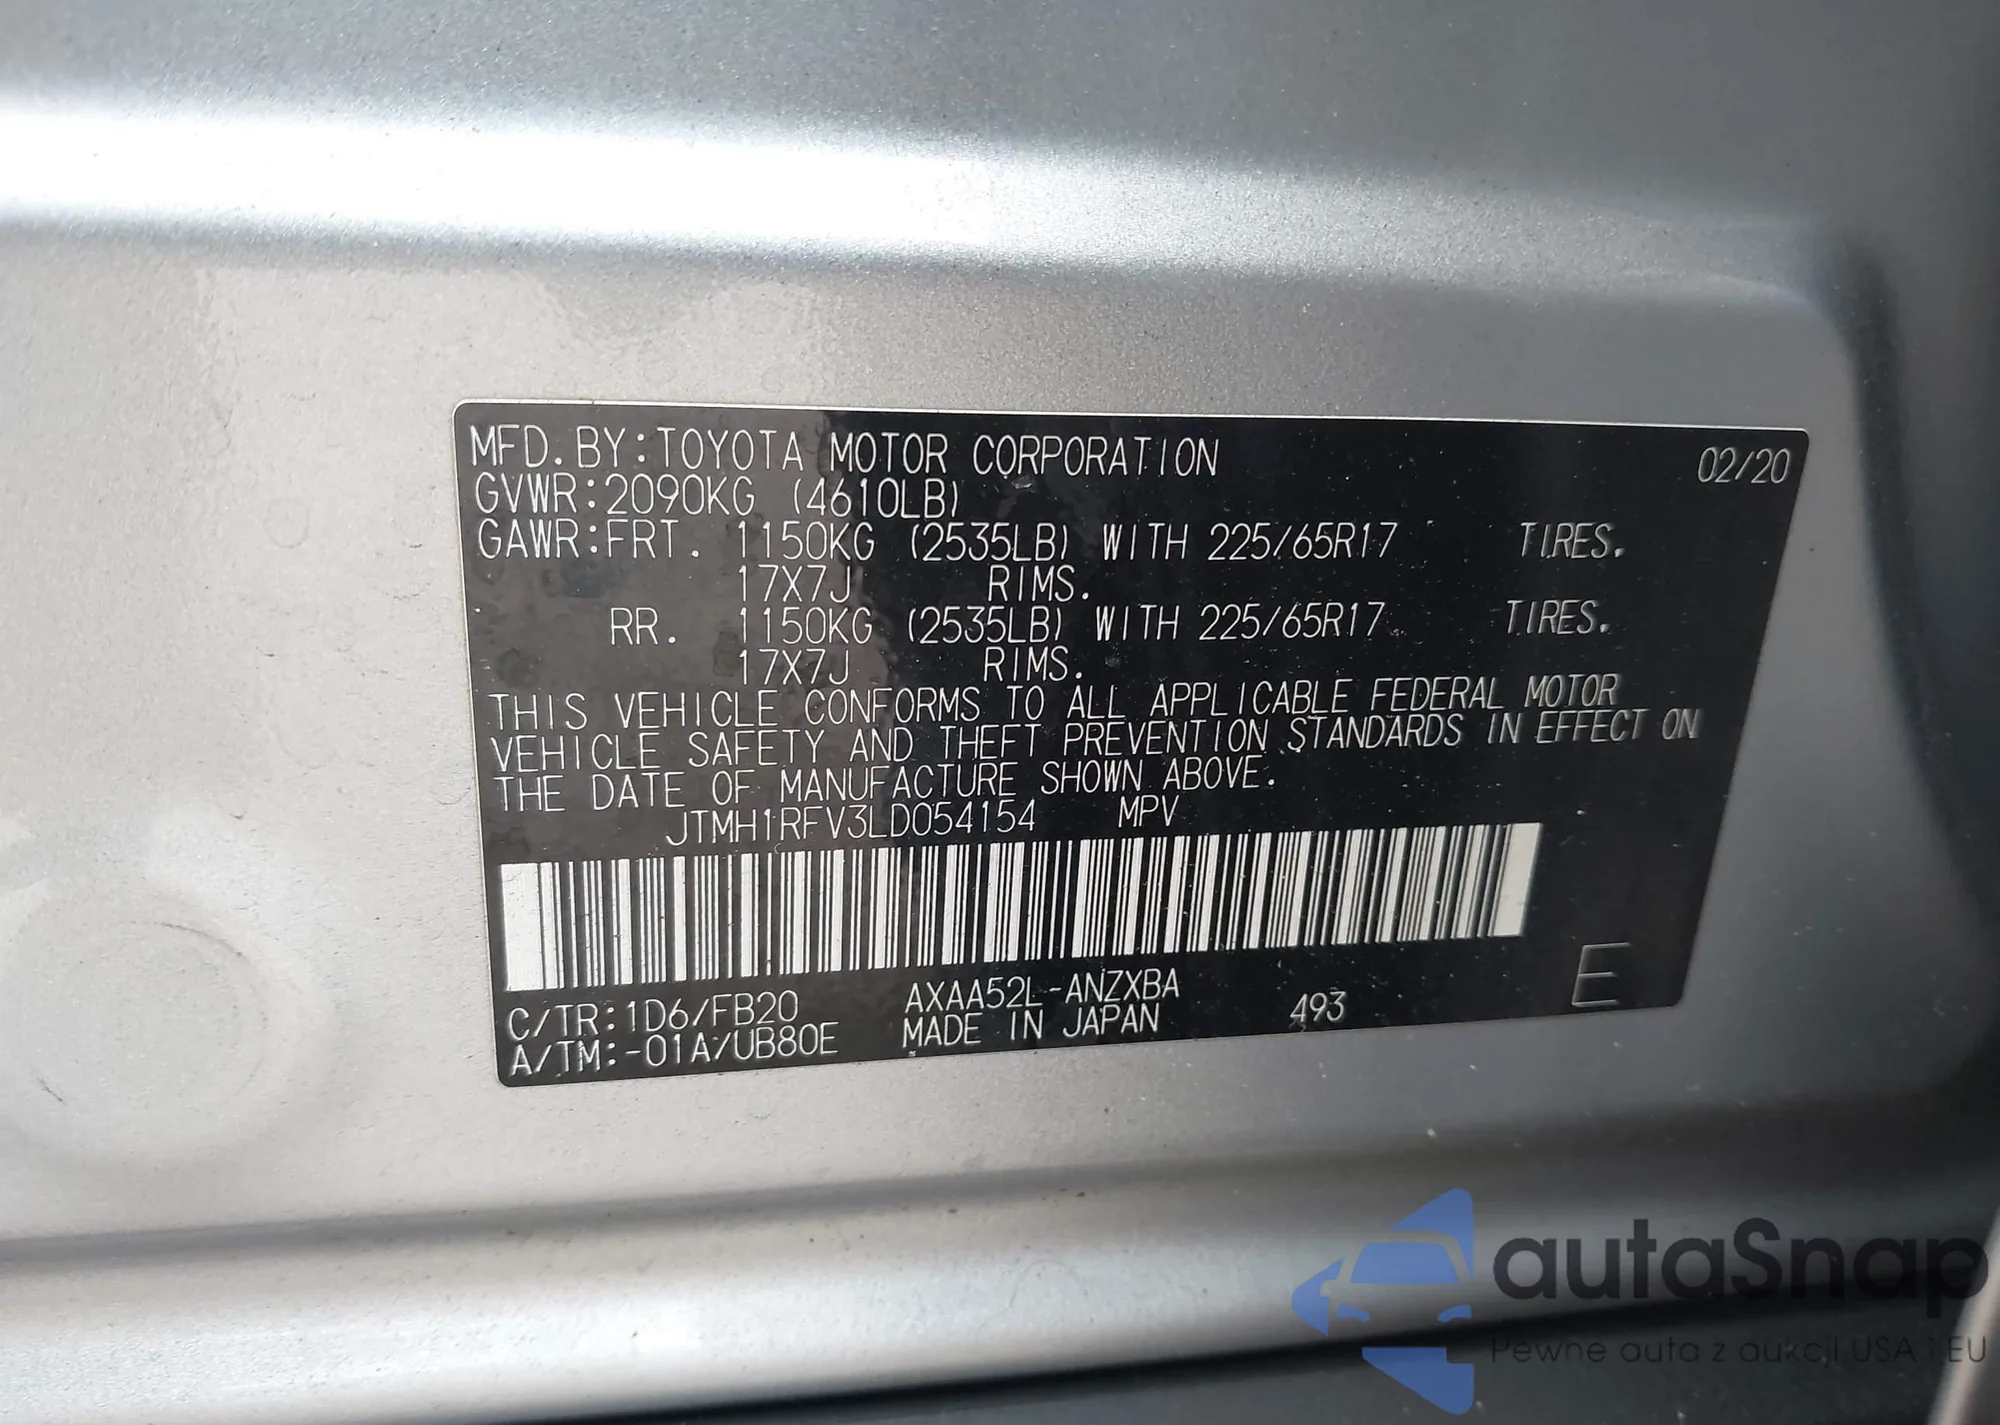 MFD.BY:TOYOTA MOTOR CORPORATION 02/20
GVWR:2090KG (4610LB)
GAWR:FRT. 1150KG (2535LB) WITH 225/65R17 TIRES.
17X7J RIMS.
RR. 1150KG (2535LB) WITH 225/65R17 TIRES.
17X7J RIMS.
THIS VEHICLE CONFORMS TO ALL APPLICABLE FEDERAL MOTOR
VEHICLE SAFETY AND THEFT PREVENTION STANDARDS IN EFFECT ON
THE DATE OF MANUFACTURE SHOWN ABOVE.
JTMH1RFV3LD054154 MPV
C/TR:1D6/FB20 AXAA52L-ANZXBA 493 E
A/TM:-01A/UB80E MADE IN JAPAN
autaSnap
Pewne auta z aukcji USA i EU